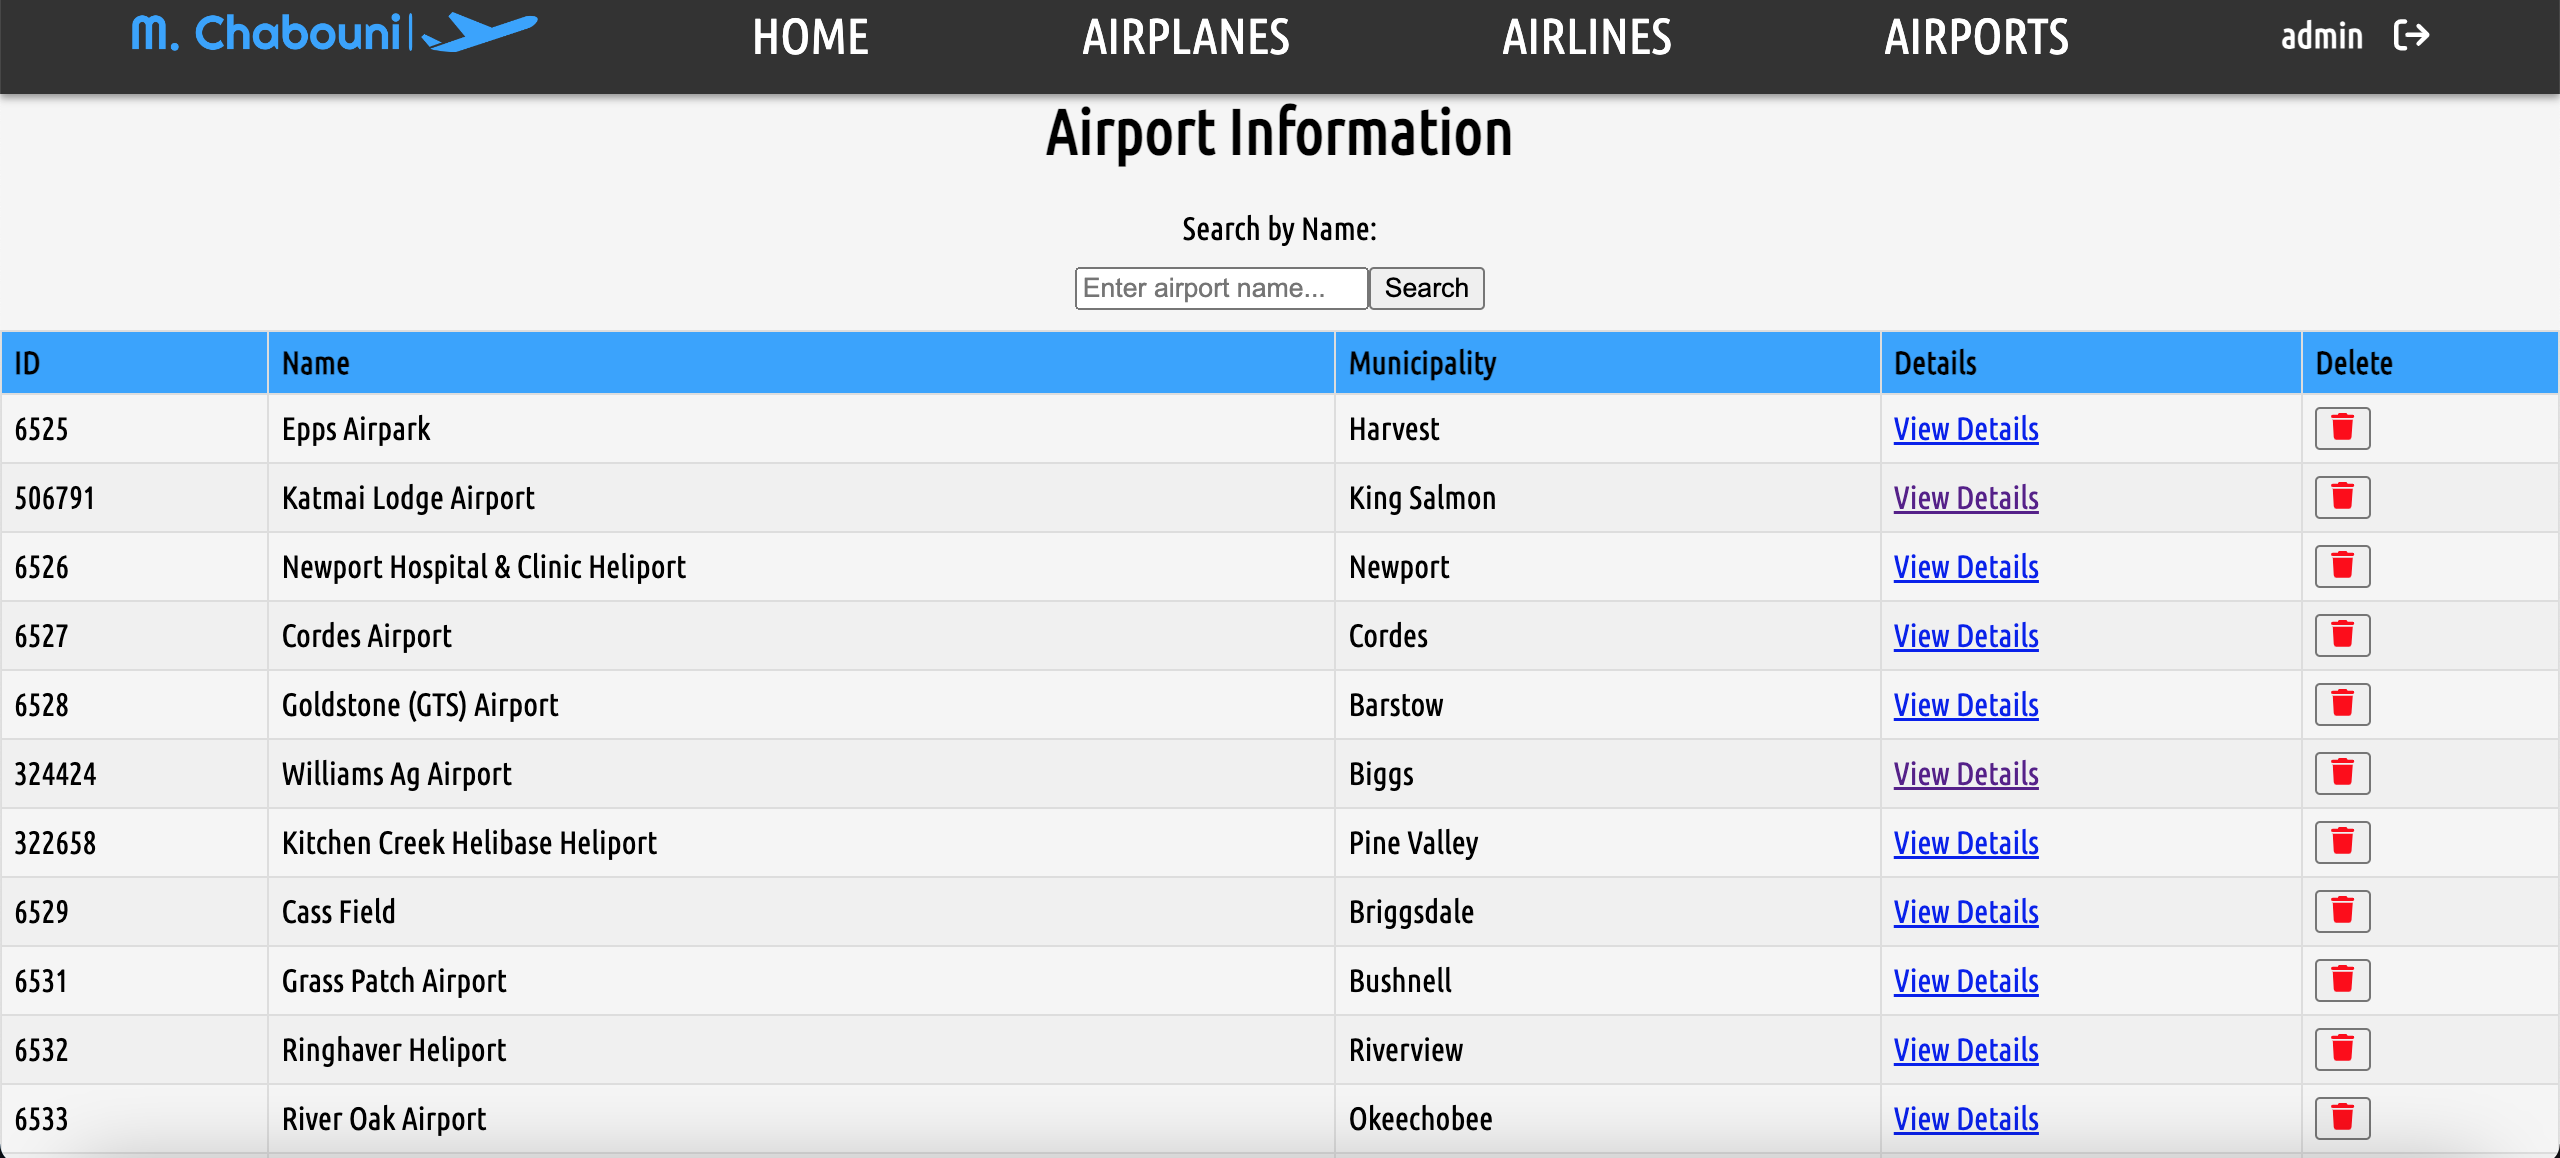 M. Chabouni HOME AIRPLANES AIRLINES AIRPORTS admin
Airport Information
Search by Name:
Enter airport name... Search
ID Name Municipality Details Delete
6525 Epps Airpark Harvest View Details
506791 Katmai Lodge Airport King Salmon View Details
6526 Newport Hospital & Clinic Heliport Newport View Details
6527 Cordes Airport Cordes View Details
6528 Goldstone (GTS) Airport Barstow View Details
324424 Williams Ag Airport Biggs View Details
322658 Kitchen Creek Helibase Heliport Pine Valley View Details
6529 Cass Field Briggsdale View Details
6531 Grass Patch Airport Bushnell View Details
6532 Ringhaver Heliport Riverview View Details
6533 River Oak Airport Okeechobee View Details